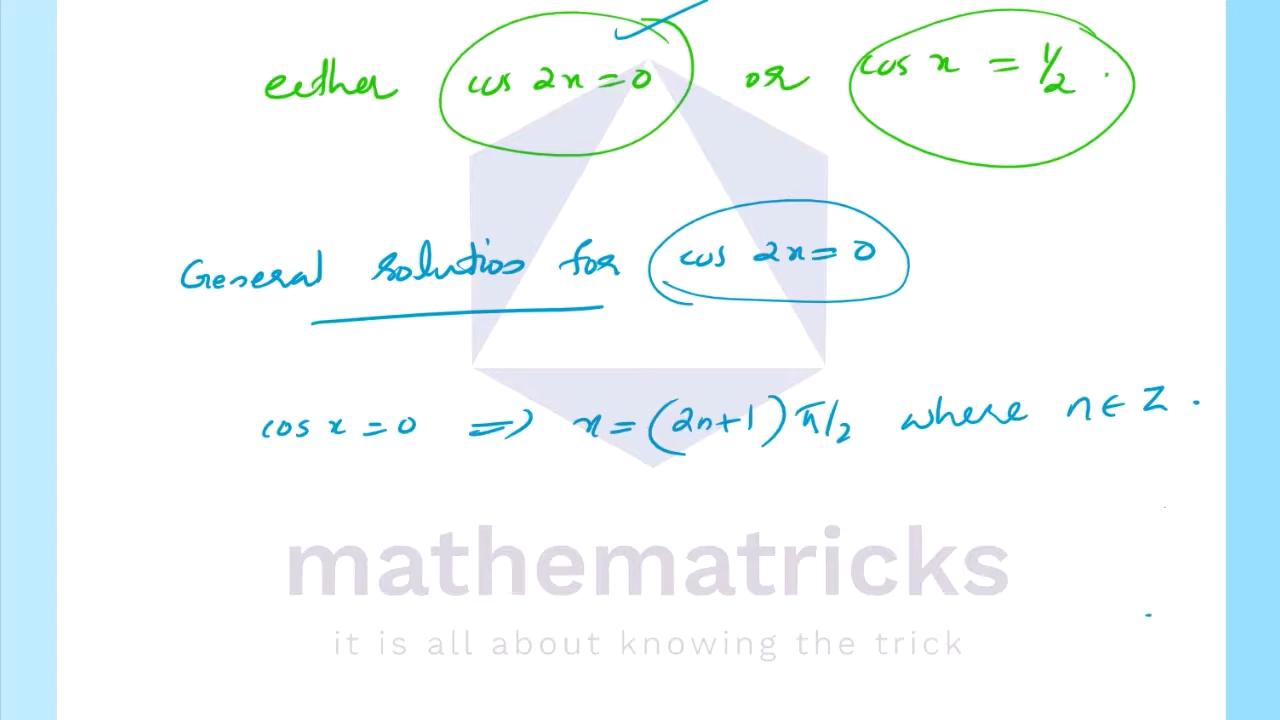 either cos 2x = 0 or cos x = 1/2 .
General solution for cos 2x = 0
cos x = 0 ⟹ x = (2n+1) π/2 where n ∈ Z .
mathematricks
it is all about knowing the trick